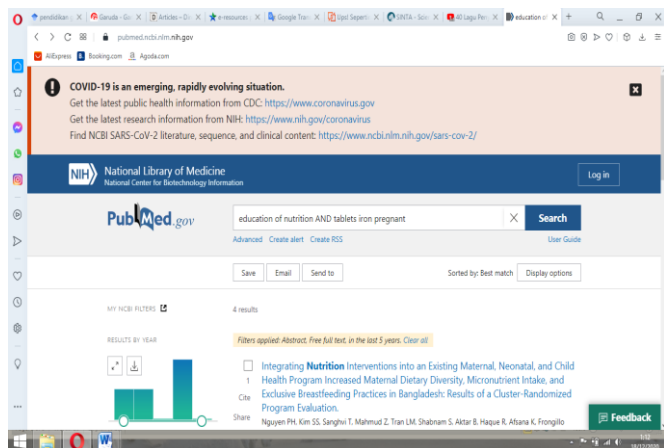 pendidikan
Garuda - Ga
Articles - Di
e-resources
Google Tran
SINTA - Scie
40 Lagu Per
education of
pubmed.ncbi.nlm.nih.gov
AliExpress Booking.com Agoda.com
COVID-19 is an emerging, rapidly evolving situation.
Get the latest public health information from CDC: https://www.coronavirus.gov
Get the latest research information from NIH: https://www.nih.gov/coronavirus
Find NCBI SARS-CoV-2 literature, sequence, and clinical content: https://www.ncbi.nlm.nih.gov/sars-cov-2/
NIH National Library of Medicine
National Center for Biotechnology Information
Log in
PubMed.gov
education of nutrition AND tablets iron pregnant
Search
Advanced Create alert Create RSS User Guide
Save Email Send to Sorted by: Best match Display options
MY NCBI FILTERS 4 results
RESULTS BY YEAR Filters applied: Abstract, Free full text, in the last 5 years. Clear all
Integrating Nutrition Interventions into an Existing Maternal, Neonatal, and Child
1 Health Program Increased Maternal Dietary Diversity, Micronutrient Intake, and
Cite Exclusive Breastfeeding Practices in Bangladesh: Results of a Cluster-Randomized
Program Evaluation.
Share Nguyen PH, Kim SS, Sanghvi T, Mahmud Z, Tran LM, Shabnam S, Aktar B, Haque R, Afsana K, Frongillo
Feedback